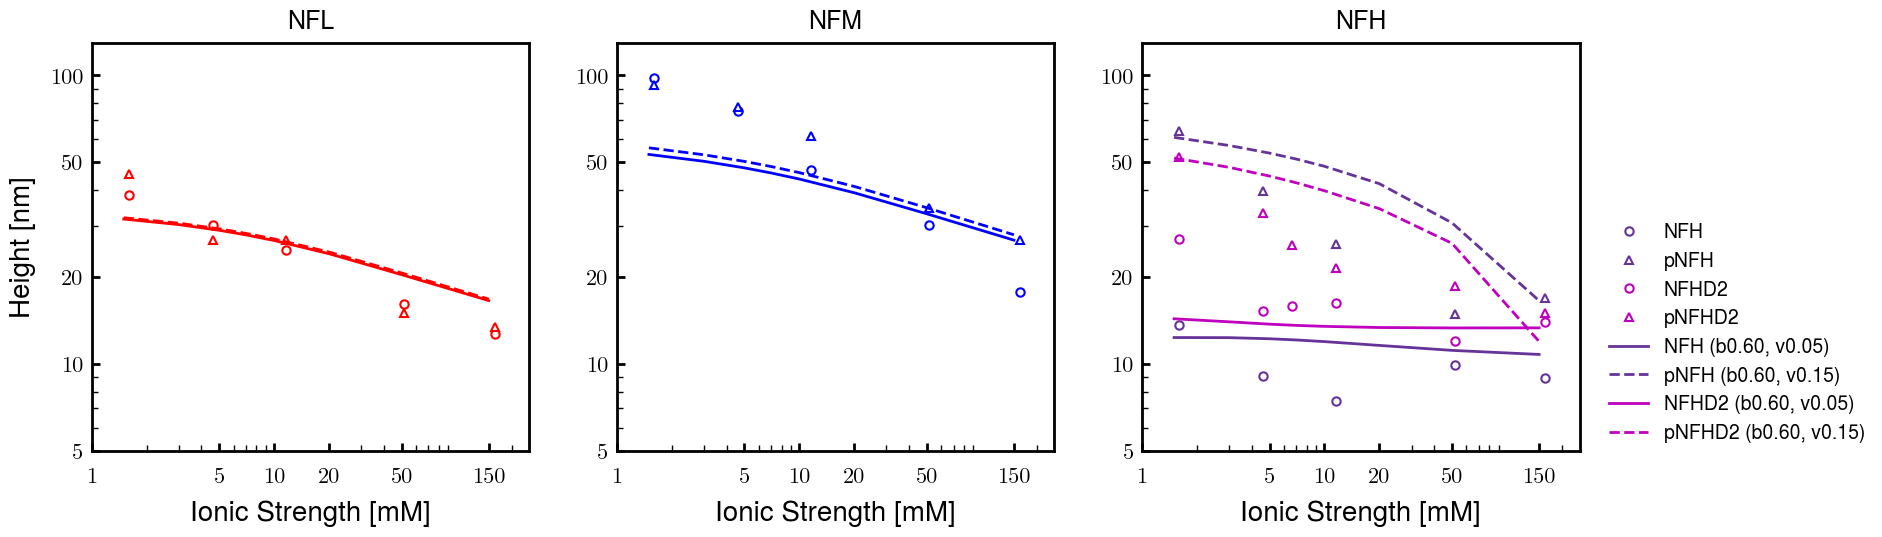 NFL
NFM
NFH
Height [nm]
100
50
20
10
5
1
5
10
20
50
150
Ionic Strength [mM]
100
50
20
10
5
1
5
10
20
50
150
Ionic Strength [mM]
100
50
20
10
5
1
5
10
20
50
150
Ionic Strength [mM]
NFH
pNFH
NFHD2
pNFHD2
NFH (b0.60, v0.05)
pNFH (b0.60, v0.15)
NFHD2 (b0.60, v0.05)
pNFHD2 (b0.60, v0.15)